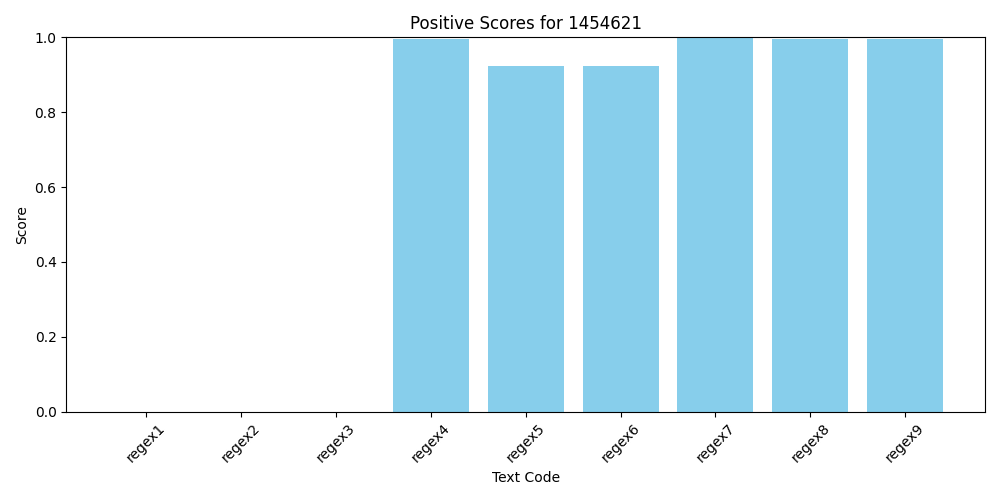 Positive Scores for 1454621
1.0
0.8
0.6
0.4
0.2
0.0
Score
regex1
regex2
regex3
regex4
regex5
regex6
regex7
regex8
regex9
Text Code